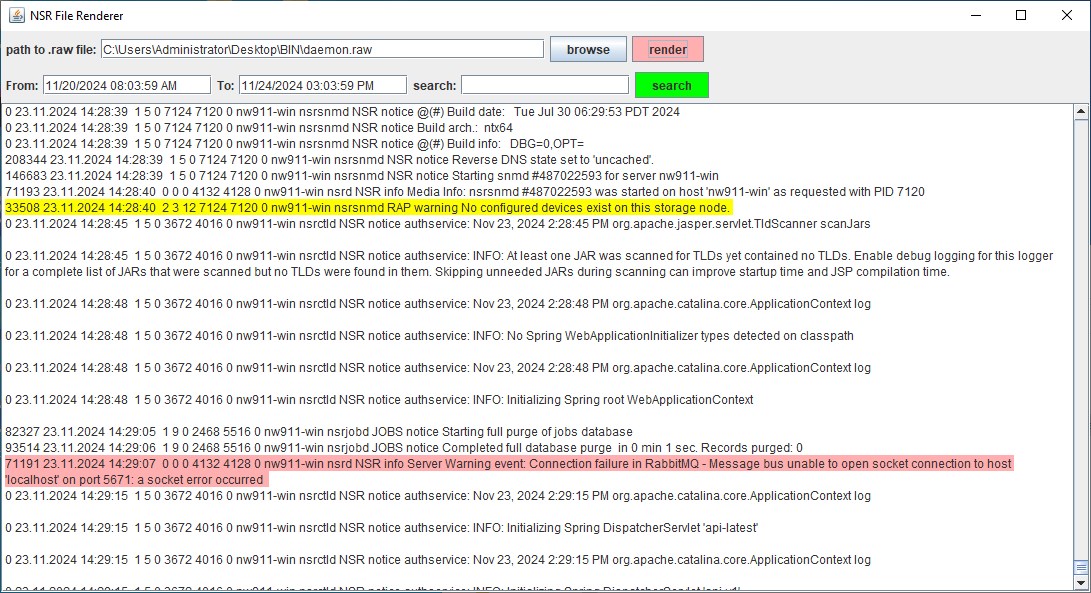 NSR File Renderer
path to .raw file: C:\Users\Administrator\Desktop\BIN\daemon.raw browse render
From: 11/20/2024 08:03:59 AM To: 11/24/2024 03:03:59 PM search: search
0 23.11.2024 14:28:39 1 5 0 7124 7120 0 nw911-win nsrsnmd NSR notice @(#) Build date: Tue Jul 30 06:29:53 PDT 2024
0 23.11.2024 14:28:39 1 5 0 7124 7120 0 nw911-win nsrsnmd NSR notice Build arch.: ntx64
0 23.11.2024 14:28:39 1 5 0 7124 7120 0 nw911-win nsrsnmd NSR notice @(#) Build info: DBG=0,OPT=
208344 23.11.2024 14:28:39 1 5 0 7124 7120 0 nw911-win nsrsnmd NSR notice Reverse DNS state set to 'uncached'.
146683 23.11.2024 14:28:39 1 5 0 7124 7120 0 nw911-win nsrsnmd NSR notice Starting snmd #487022593 for server nw911-win
71193 23.11.2024 14:28:40 0 0 0 4132 4128 0 nw911-win nsrd NSR info Media Info: nsrsnmd #487022593 was started on host 'nw911-win' as requested with PID 7120
33508 23.11.2024 14:28:40 2 3 12 7124 7120 0 nw911-win nsrsnmd RAP warning No configured devices exist on this storage node.
0 23.11.2024 14:28:45 1 5 0 3672 4016 0 nw911-win nsrctld NSR notice authservice: Nov 23, 2024 2:28:45 PM org.apache.jasper.servlet.TldScanner scanJars
0 23.11.2024 14:28:45 1 5 0 3672 4016 0 nw911-win nsrctld NSR notice authservice: INFO: At least one JAR was scanned for TLDs yet contained no TLDs. Enable debug logging for this logger
for a complete list of JARs that were scanned but no TLDs were found in them. Skipping unneeded JARs during scanning can improve startup time and JSP compilation time.
0 23.11.2024 14:28:48 1 5 0 3672 4016 0 nw911-win nsrctld NSR notice authservice: Nov 23, 2024 2:28:48 PM org.apache.catalina.core.ApplicationContext log
0 23.11.2024 14:28:48 1 5 0 3672 4016 0 nw911-win nsrctld NSR notice authservice: INFO: No Spring WebApplicationInitializer types detected on classpath
0 23.11.2024 14:28:48 1 5 0 3672 4016 0 nw911-win nsrctld NSR notice authservice: Nov 23, 2024 2:28:48 PM org.apache.catalina.core.ApplicationContext log
0 23.11.2024 14:28:48 1 5 0 3672 4016 0 nw911-win nsrctld NSR notice authservice: INFO: Initializing Spring root WebApplicationContext
82327 23.11.2024 14:29:05 1 9 0 2468 5516 0 nw911-win nsrjobd JOBS notice Starting full purge of jobs database
93514 23.11.2024 14:29:06 1 9 0 2468 5516 0 nw911-win nsrjobd JOBS notice Completed full database purge in 0 min 1 sec. Records purged: 0
71191 23.11.2024 14:29:07 0 0 0 4132 4128 0 nw911-win nsrd NSR info Server Warning event: Connection failure in RabbitMQ - Message bus unable to open socket connection to host
'localhost' on port 5671: a socket error occurred
0 23.11.2024 14:29:15 1 5 0 3672 4016 0 nw911-win nsrctld NSR notice authservice: Nov 23, 2024 2:29:15 PM org.apache.catalina.core.ApplicationContext log
0 23.11.2024 14:29:15 1 5 0 3672 4016 0 nw911-win nsrctld NSR notice authservice: INFO: Initializing Spring DispatcherServlet 'api-latest'
0 23.11.2024 14:29:15 1 5 0 3672 4016 0 nw911-win nsrctld NSR notice authservice: Nov 23, 2024 2:29:15 PM org.apache.catalina.core.ApplicationContext log
0 23.11.2024 14:29:15 1 5 0 3672 4016 0 nw911-win nsrctld NSR notice authservice: INFO: Initializing Spring DispatcherServlet